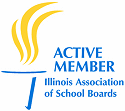 ACTIVE
MEMBER
Illinois Association
of School Boards